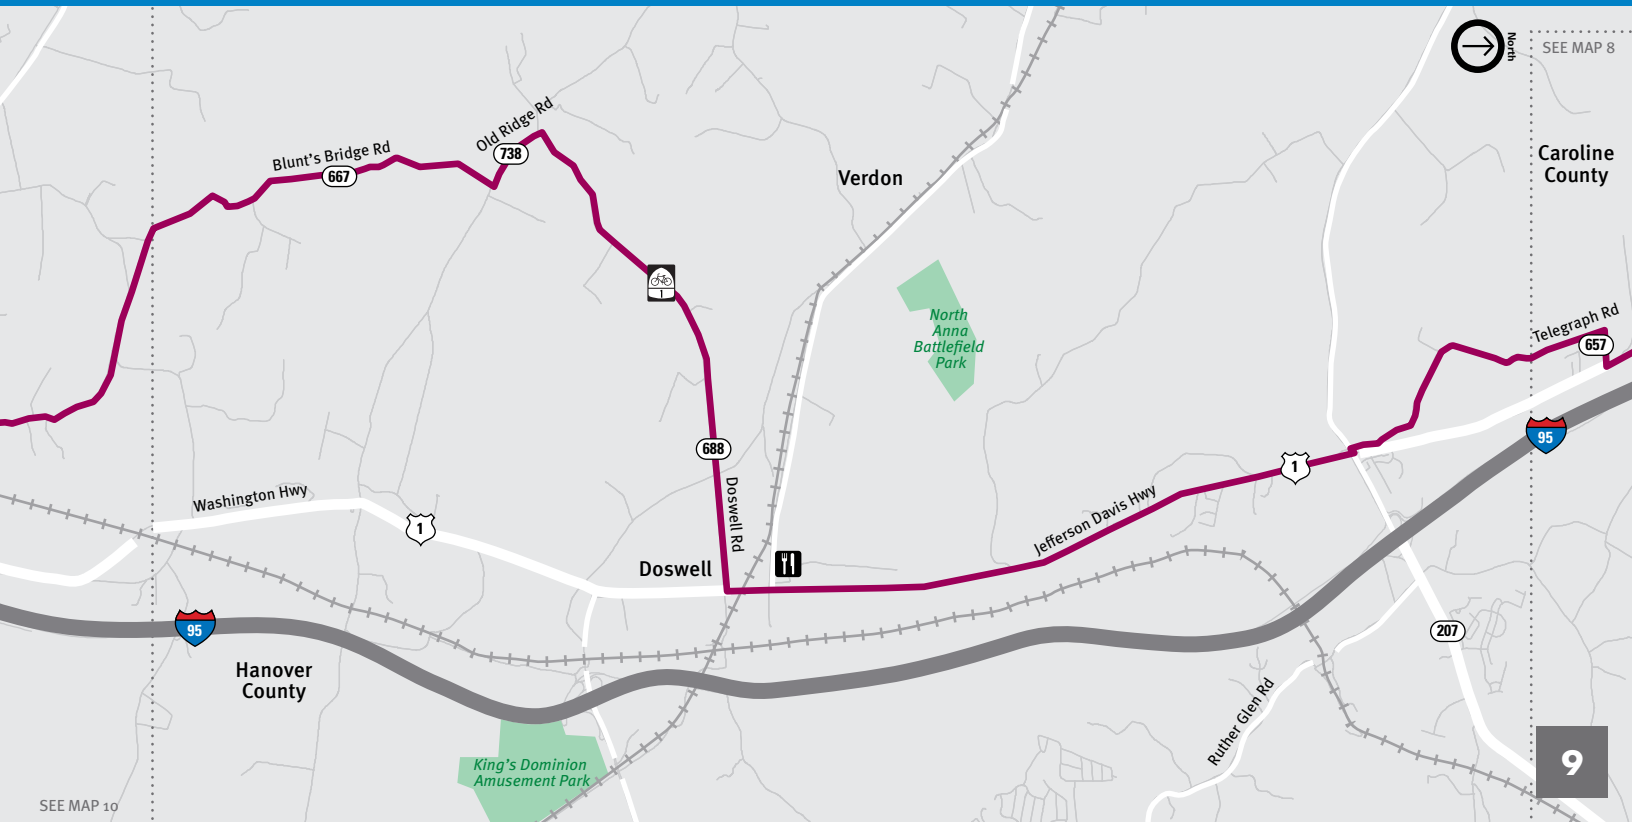 North
SEE MAP 8
Caroline
County
Old Ridge Rd
738
Blunt's Bridge Rd
667
Verdon
1
North
Anna
Battlefield
Park
Telegraph Rd
657
95
688
Doswell Rd
1
Jefferson Davis Hwy
Washington Hwy
1
Doswell
95
207
Hanover
County
Ruther Glen Rd
King's Dominion
Amusement Park
SEE MAP 10
9